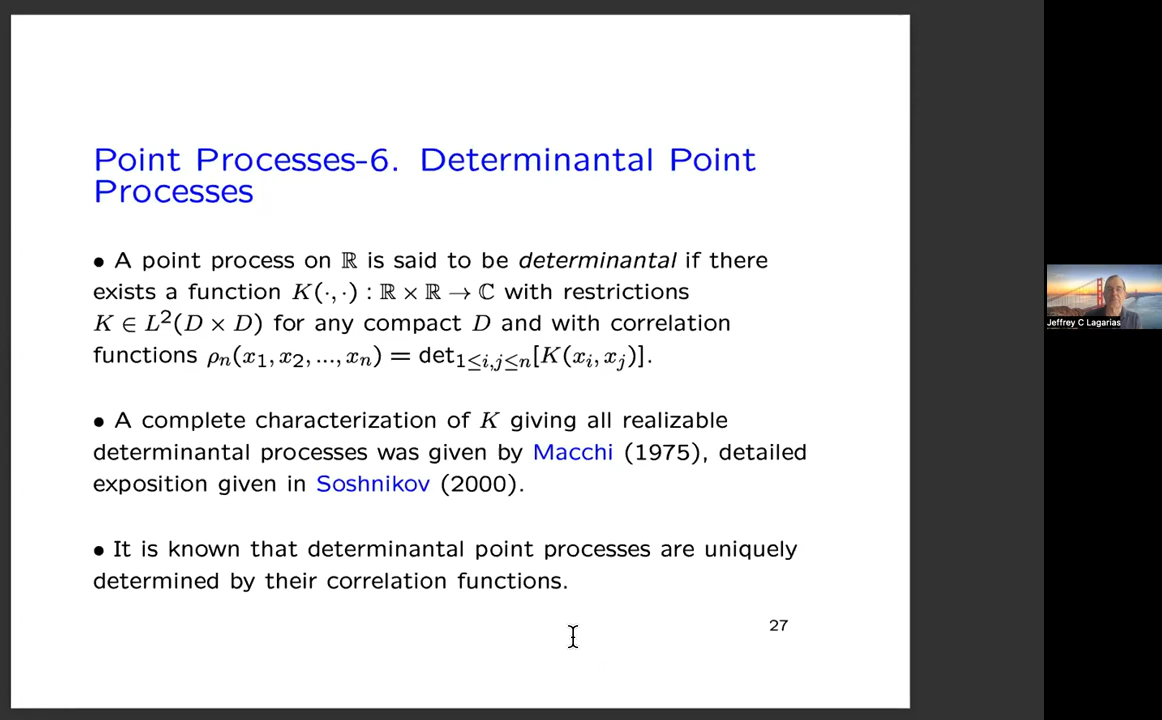 Point Processes-6. Determinantal Point
Processes
• A point process on ℝ is said to be determinantal if there
exists a function K(·,·) : ℝ × ℝ → ℂ with restrictions
K ∈ L²(D × D) for any compact D and with correlation
functions ρₙ(x₁, x₂, ..., xₙ) = det₁≤i,j≤n[K(xᵢ, xⱼ)].
• A complete characterization of K giving all realizable
determinantal processes was given by Macchi (1975), detailed
exposition given in Soshnikov (2000).
• It is known that determinantal point processes are uniquely
determined by their correlation functions.
27
Jeffrey C Lagarias